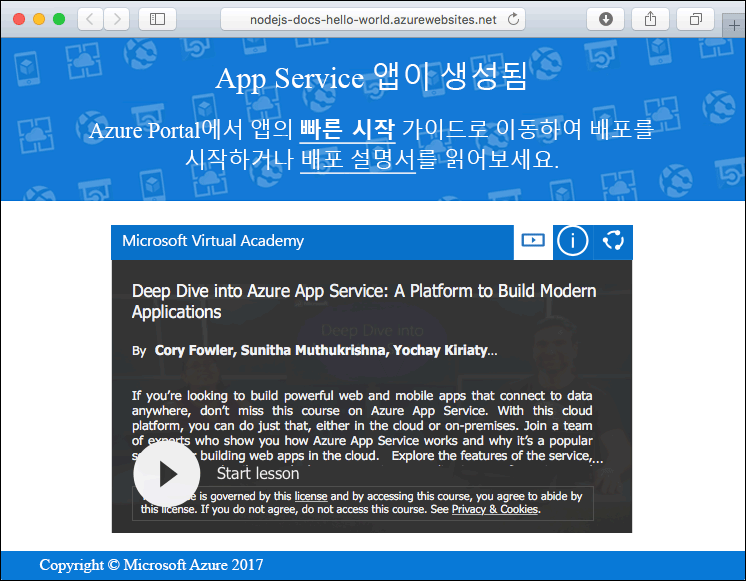 nodejs-docs-hello-world.azurewebsites.net
App Service 앱이 생성됨
Azure Portal에서 앱의 빠른 시작 가이드로 이동하여 배포를
시작하거나 배포 설명서를 읽어보세요.
Microsoft Virtual Academy
Deep Dive into Azure App Service: A Platform to Build Modern
Applications
Deep Dive into
By Cory Fowler, Sunitha Muthukrishna, Yochay Kiriaty...
If you're looking to build powerful web and mobile apps that connect to data
anywhere, don't miss this course on Azure App Service. With this cloud
platform, you can do just that, either in the cloud or on-premises. Join a team
of experts who show you how Azure App Service works and why it's a popular
building web apps in the cloud. Explore the features of the service,...
Start lesson
is governed by this license and by accessing this course, you agree to abide by
this license. If you do not agree, do not access this course. See Privacy & Cookies.
Copyright © Microsoft Azure 2017